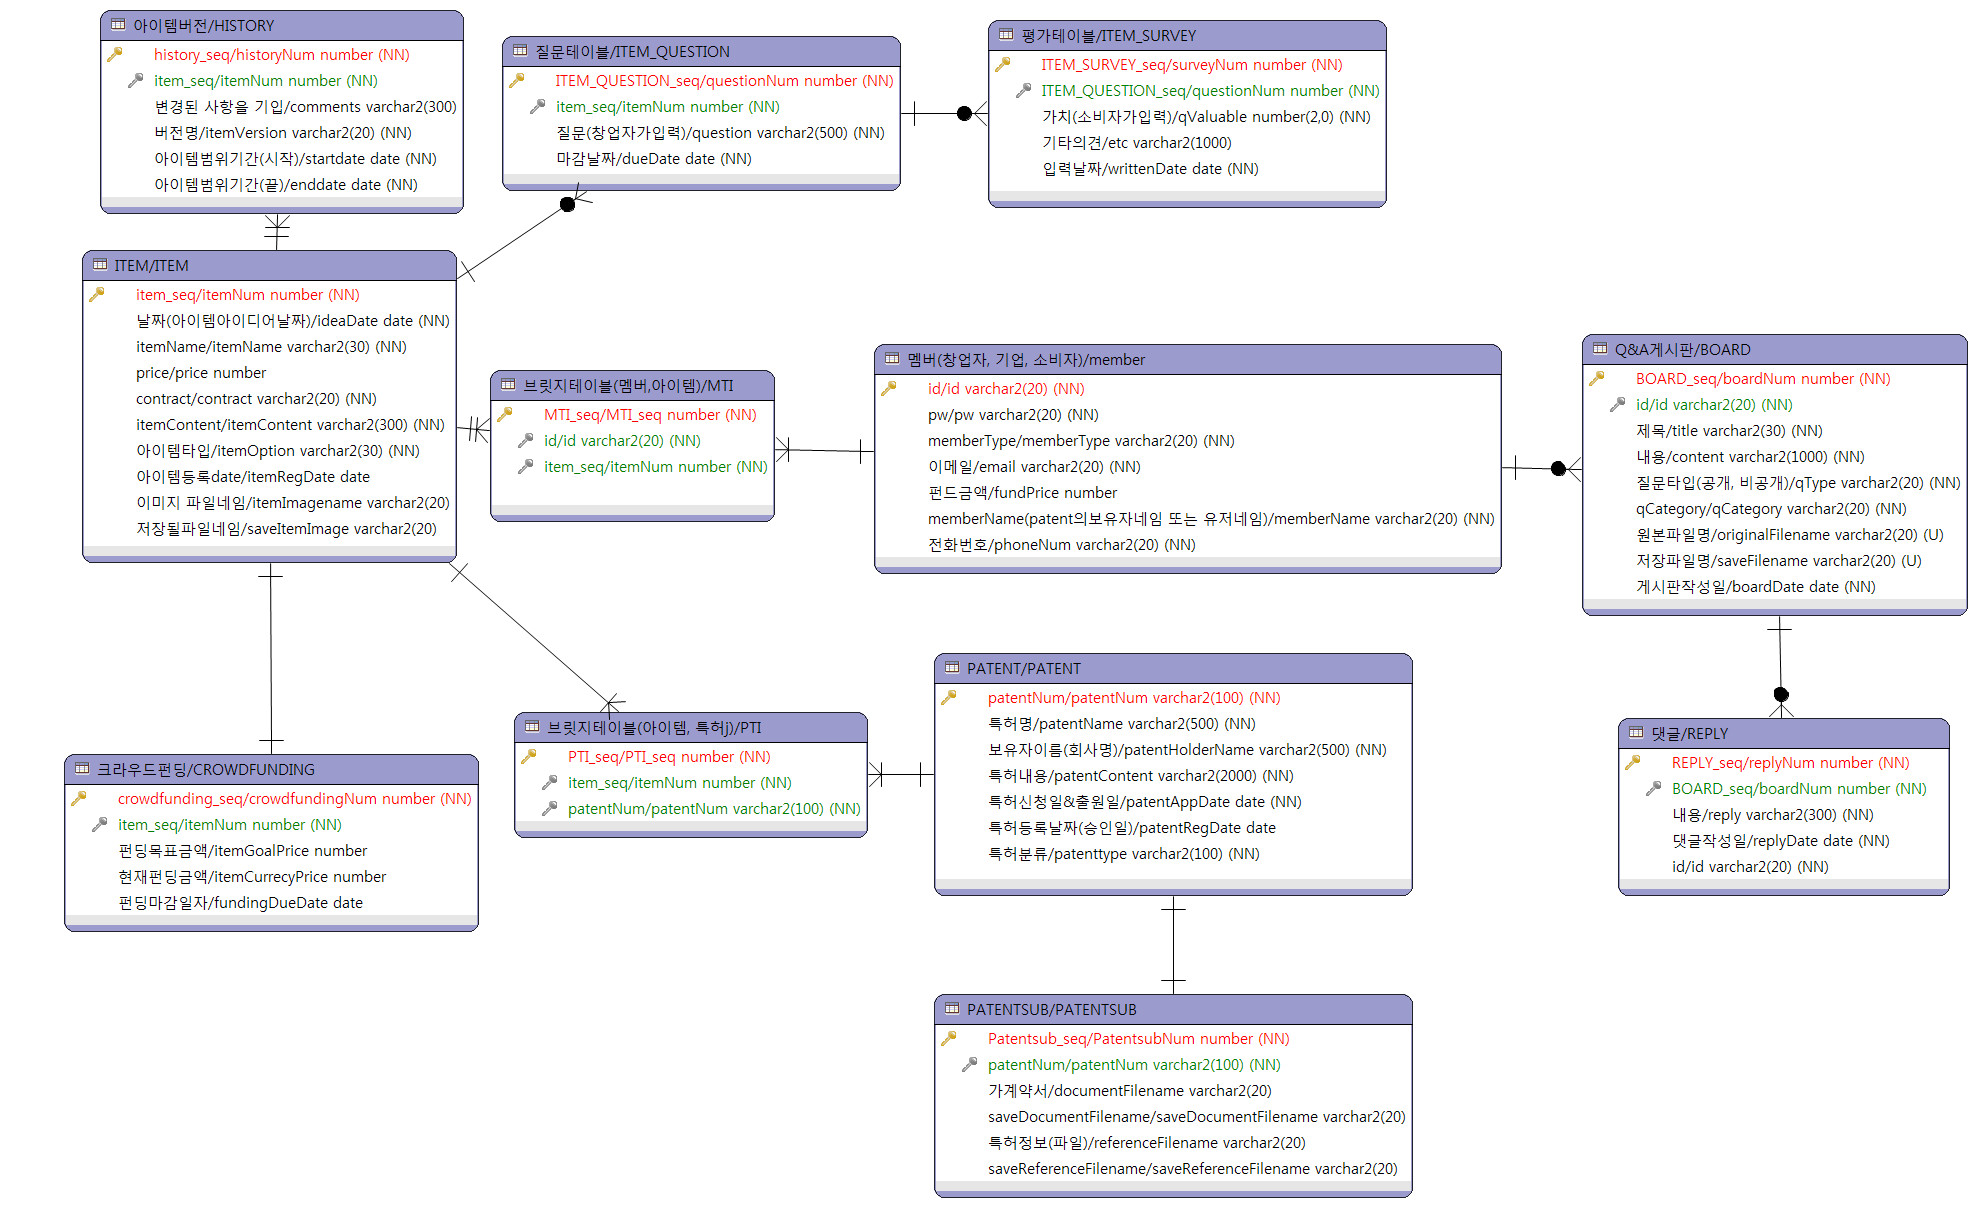 아이템버전/HISTORY
history_seq/historyNum number (NN)
item_seq/itemNum number (NN)
변경된 사항을 기입/comments varchar2(300)
버전명/itemVersion varchar2(20) (NN)
아이템범위기간(시작)/startdate date (NN)
아이템범위기간(끝)/enddate date (NN)
질문테이블/ITEM_QUESTION
ITEM_QUESTION_seq/questionNum number (NN)
item_seq/itemNum number (NN)
질문(창업자가입력)/question varchar2(500) (NN)
마감날짜/dueDate date (NN)
평가테이블/ITEM_SURVEY
ITEM_SURVEY_seq/surveyNum number (NN)
ITEM_QUESTION_seq/questionNum number (NN)
가치(소비자가입력)/qValuable number(2,0) (NN)
기타의견/etc varchar2(1000)
입력날짜/writtenDate date (NN)
ITEM/ITEM
item_seq/itemNum number (NN)
날짜(아이템아이디어날짜)/ideaDate date (NN)
itemName/itemName varchar2(30) (NN)
price/price number
contract/contract varchar2(20) (NN)
itemContent/itemContent varchar2(300) (NN)
아이템타입/itemOption varchar2(30) (NN)
아이템등록date/itemRegDate date
이미지 파일네임/itemImagename varchar2(20)
저장될파일네임/saveItemImage varchar2(20)
브릿지테이블(멤버,아이템)/MTI
MTI_seq/MTI_seq number (NN)
id/id varchar2(20) (NN)
item_seq/itemNum number (NN)
멤버(창업자, 기업, 소비자)/member
id/id varchar2(20) (NN)
pw/pw varchar2(20) (NN)
memberType/memberType varchar2(20) (NN)
이메일/email varchar2(20) (NN)
펀드금액/fundPrice number
memberName(patent의보유자네임 또는 유저네임)/memberName varchar2(20) (NN)
전화번호/phoneNum varchar2(20) (NN)
Q&A게시판/BOARD
BOARD_seq/boardNum number (NN)
id/id varchar2(20) (NN)
제목/title varchar2(30) (NN)
내용/content varchar2(1000) (NN)
질문타입(공개, 비공개)/qType varchar2(20) (NN)
qCategory/qCategory varchar2(20) (NN)
원본파일명/originalFilename varchar2(20) (U)
저장파일명/saveFilename varchar2(20) (U)
게시판작성일/boardDate date (NN)
크라우드펀딩/CROWDFUNDING
crowdfunding_seq/crowdfundingNum number (NN)
item_seq/itemNum number (NN)
펀딩목표금액/itemGoalPrice number
현재펀딩금액/itemCurrecyPrice number
펀딩마감일자/fundingDueDate date
브릿지테이블(아이템, 특허j)/PTI
PTI_seq/PTI_seq number (NN)
item_seq/itemNum number (NN)
patentNum/patentNum varchar2(100) (NN)
PATENT/PATENT
patentNum/patentNum varchar2(100) (NN)
특허명/patentName varchar2(500) (NN)
보유자이름(회사명)/patentHolderName varchar2(500) (NN)
특허내용/patentContent varchar2(2000) (NN)
특허신청일&출원일/patentAppDate date (NN)
특허등록날짜(승인일)/patentRegDate date
특허분류/patenttype varchar2(100) (NN)
댓글/REPLY
REPLY_seq/replyNum number (NN)
BOARD_seq/boardNum number (NN)
내용/reply varchar2(300) (NN)
댓글작성일/replyDate date (NN)
id/id varchar2(20) (NN)
PATENTSUB/PATENTSUB
Patentsub_seq/PatentsubNum number (NN)
patentNum/patentNum varchar2(100) (NN)
가계약서/documentFilename varchar2(20)
saveDocumentFilename/saveDocumentFilename varchar2(20)
특허정보(파일)/referenceFilename varchar2(20)
saveReferenceFilename/saveReferenceFilename varchar2(20)